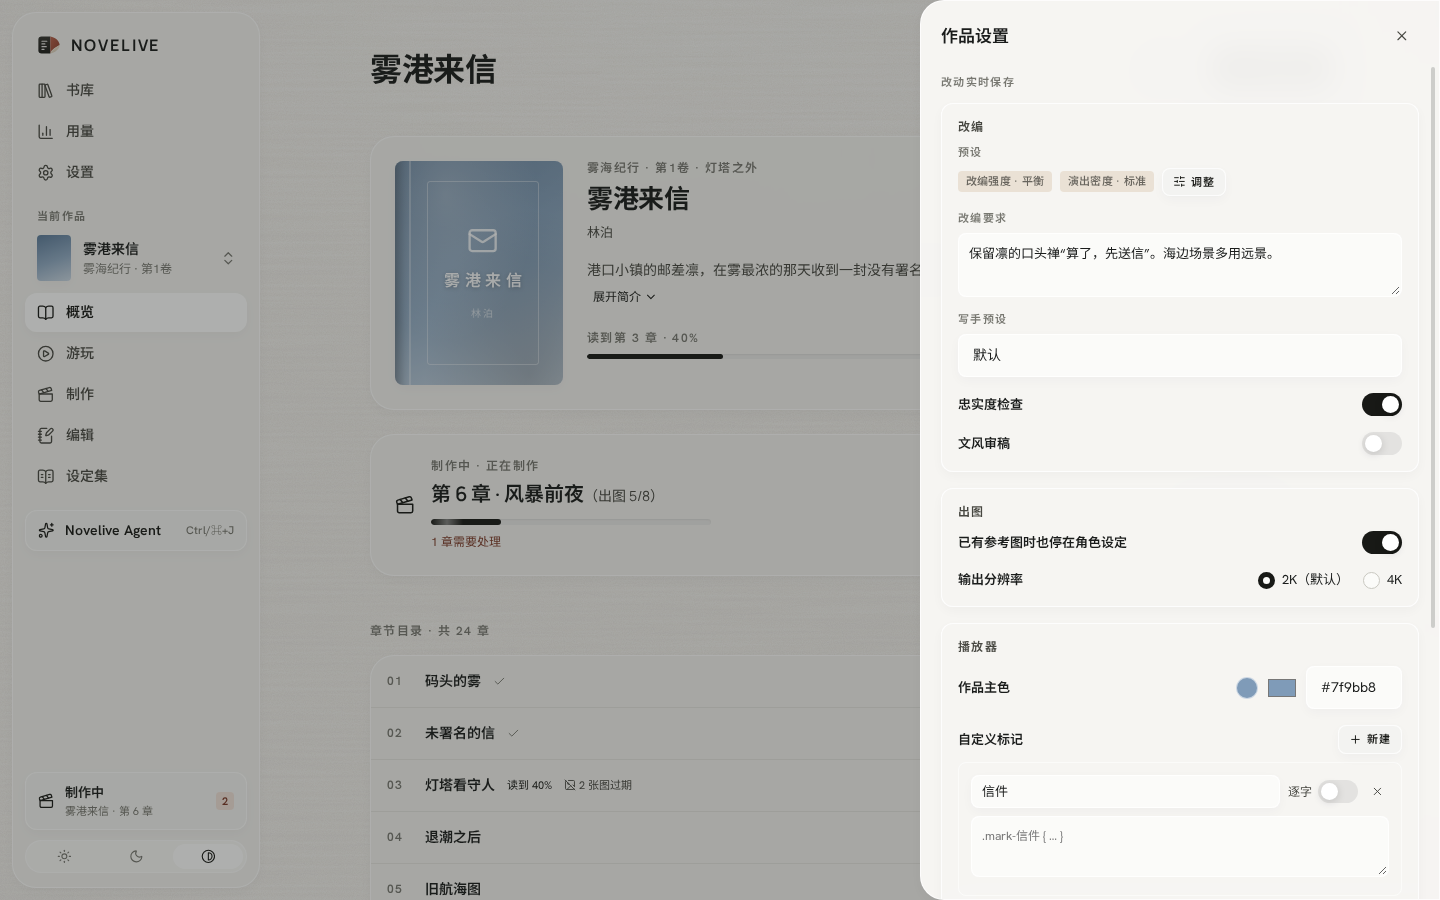 NOVELIVE
书库
用量
设置
当前作品
雾港来信
雾海纪行 · 第1卷
概览
游玩
制作
编辑
设定集
Novelive Agent Ctrl/⌘+J
制作中
雾港来信 · 第 6 章
2
雾港来信
雾港来信
林泊
雾海纪行 · 第1卷 · 灯塔之外
雾港来信
林泊
港口小镇的邮差凛，在雾最浓的那天收到一封没有署名
展开简介
读到第 3 章 · 40%
制作中 · 正在制作
第 6 章 · 风暴前夜（出图 5/8）
1 章需要处理
章节目录 · 共 24 章
01 码头的雾
02 未署名的信
03 灯塔看守人 读到 40% 2 张图过期
04 退潮之后
05 旧航海图
作品设置
改动实时保存
改编
预设
改编强度 · 平衡 演出密度 · 标准 调整
改编要求
保留凛的口头禅“算了，先送信”。海边场景多用远景。
写手预设
默认
忠实度检查
文风审稿
出图
已有参考图时也停在角色设定
输出分辨率 2K（默认） 4K
播放器
作品主色 #7f9bb8
自定义标记 新建
信件 逐字
.mark-信件 { ... }